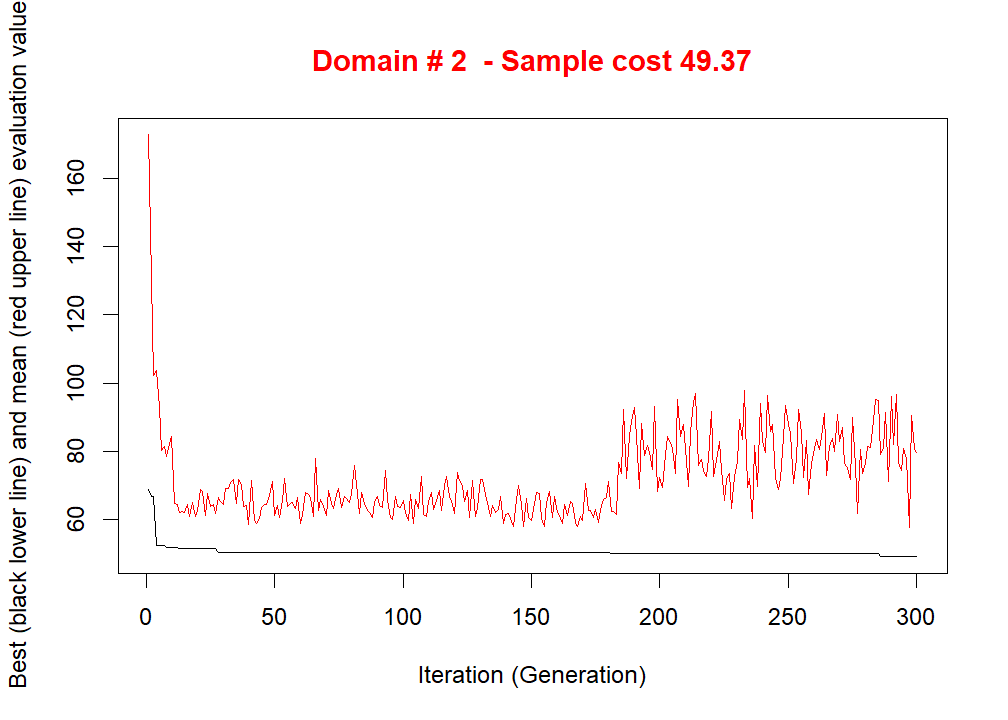 Domain # 2  - Sample cost 49.37
Best (black lower line) and mean (red upper line) evaluation value
160
140
120
100
80
60
0 50 100 150 200 250 300
Iteration (Generation)